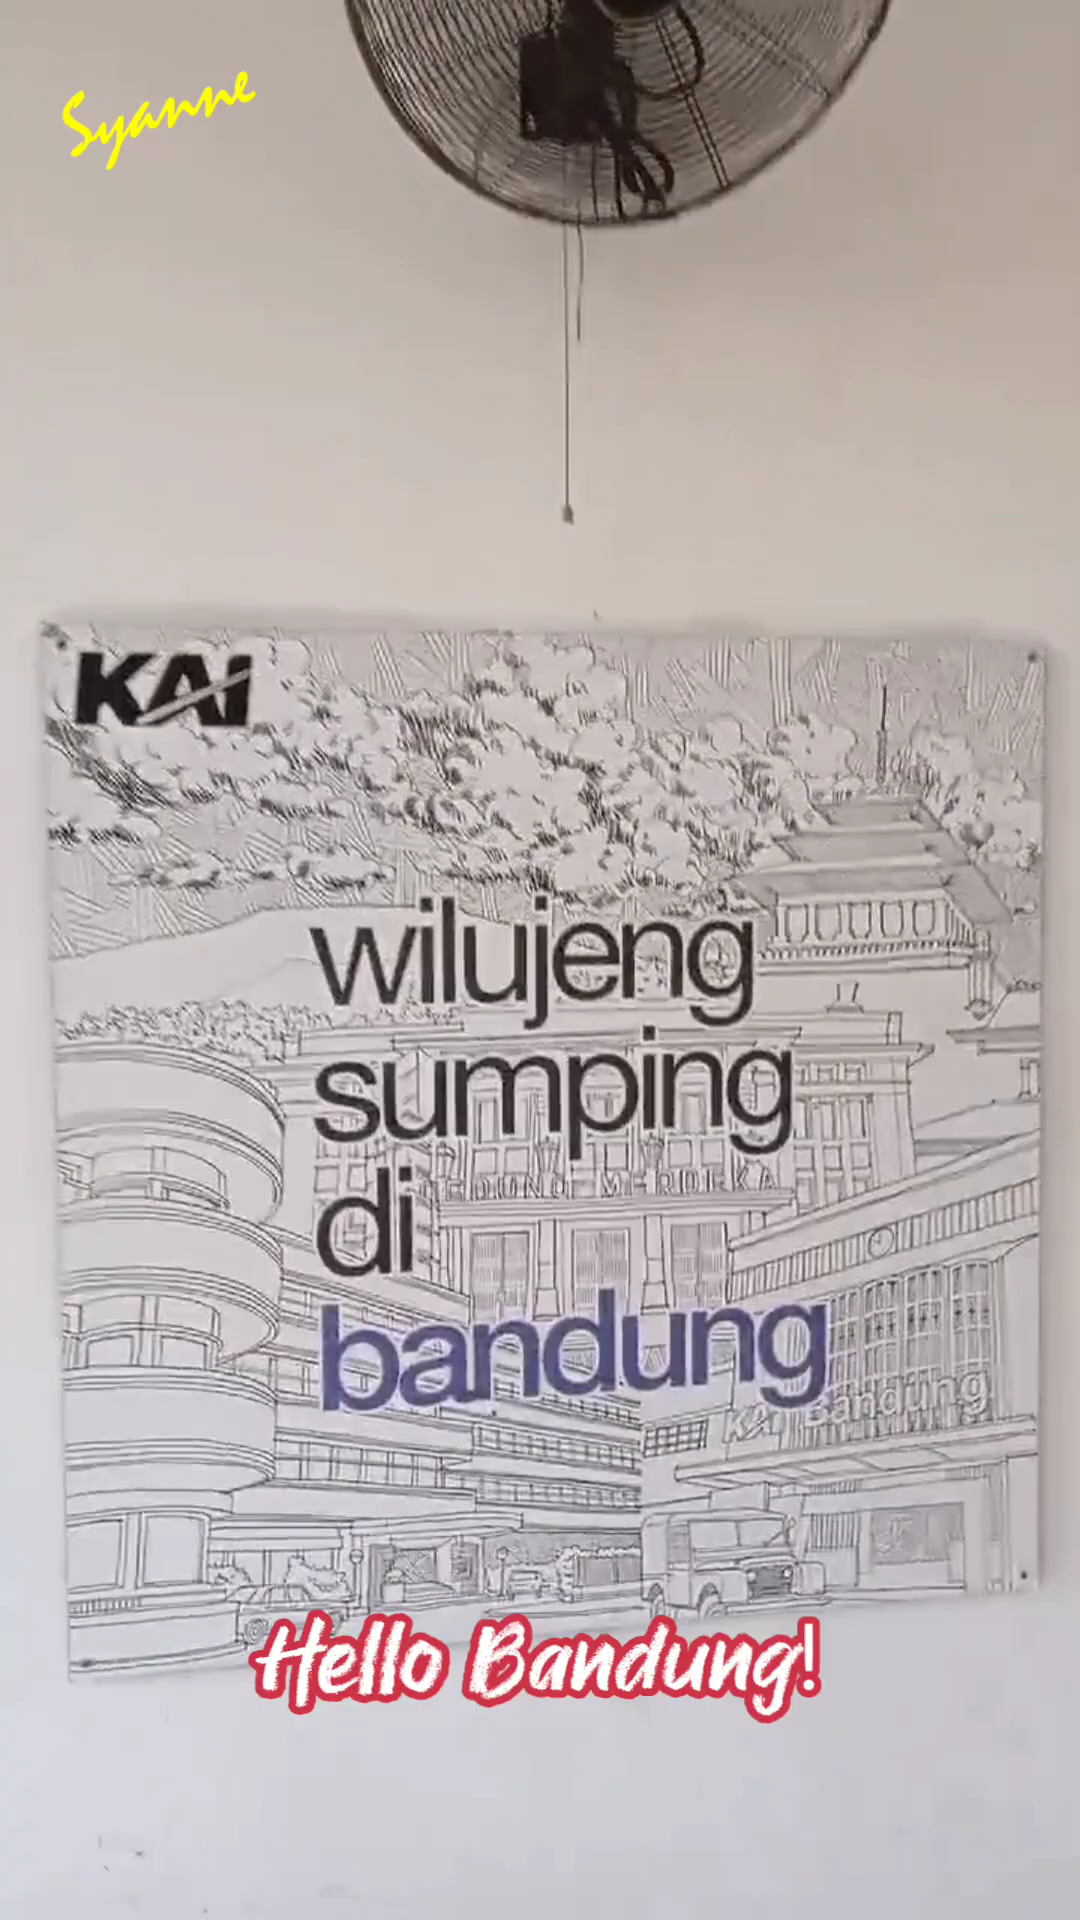 Syanne
KAI
wilujeng
sumping
di
GEDUNG MERDEKA
bandung
KAI Bandung
Hello Bandung!